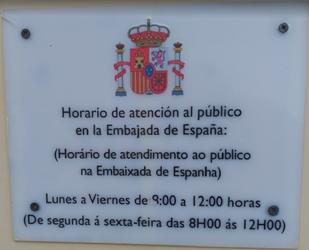 Horario de atención al público
en la Embajada de España:
(Horário de atendimento ao público
na Embaixada de Espanha)
Lunes a Viernes de 9:00 a 12:00 horas
(De segunda á sexta-feira das 8H00 ás 12H00)